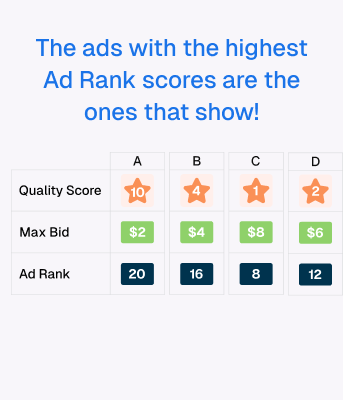 The ads with the highest
Ad Rank scores are the
ones that show!
A B C D
Quality Score 10 4 1 2
Max Bid $2 $4 $8 $6
Ad Rank 20 16 8 12